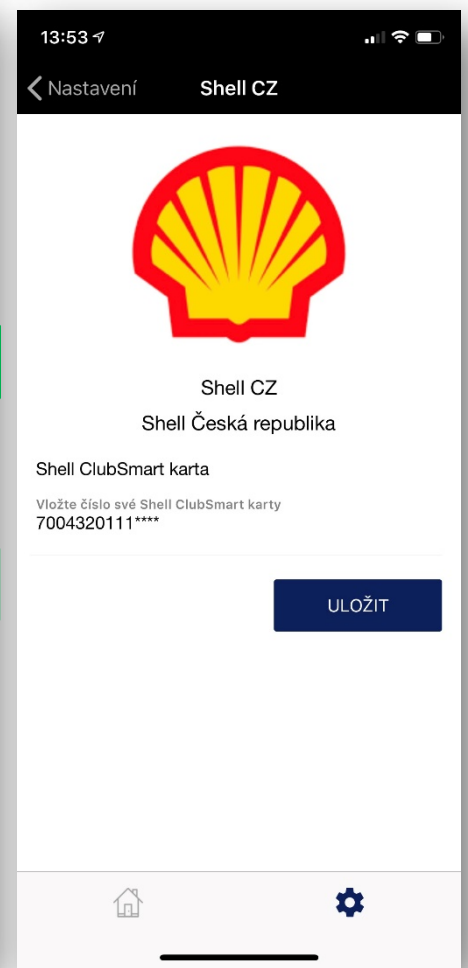 13:53
Nastavení
Shell CZ
Shell CZ
Shell Česká republika
Shell ClubSmart karta
Vložte číslo své Shell ClubSmart karty
7004320111****
ULOŽIT